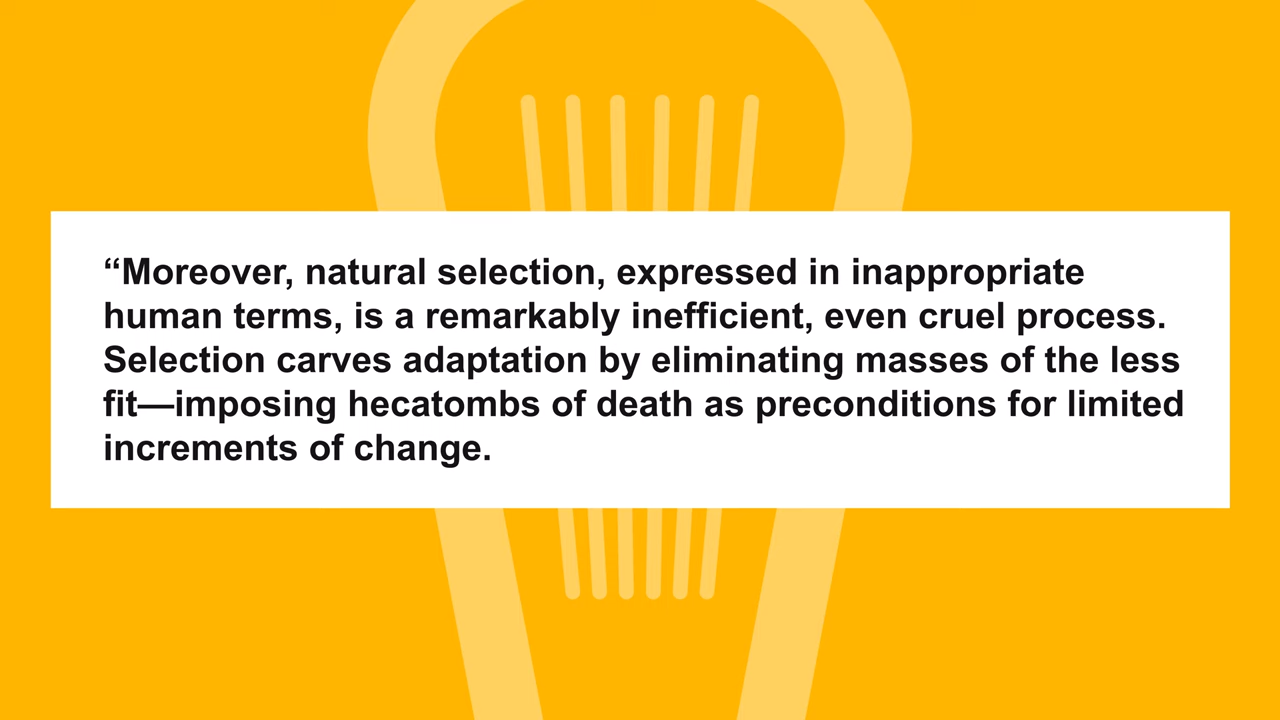 “Moreover, natural selection, expressed in inappropriate
human terms, is a remarkably inefficient, even cruel process.
Selection carves adaptation by eliminating masses of the less
fit—imposing hecatombs of death as preconditions for limited
increments of change.